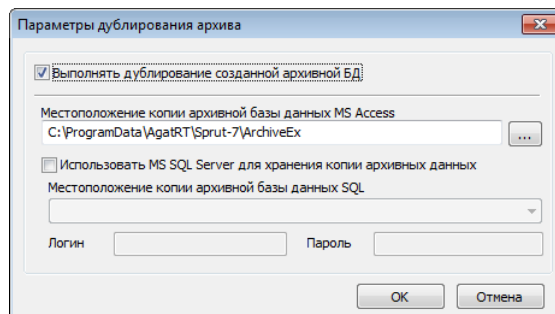 Параметры дублирования архива
Выполнять дублирование созданной архивной БД
Местоположение копии архивной базы данных MS Access
C:\ProgramData\AgatRT\Sprut-7\ArchiveEx
...
Использовать MS SQL Server для хранения копии архивных данных
Местоположение копии архивной базы данных SQL
Логин Пароль
OK Отмена